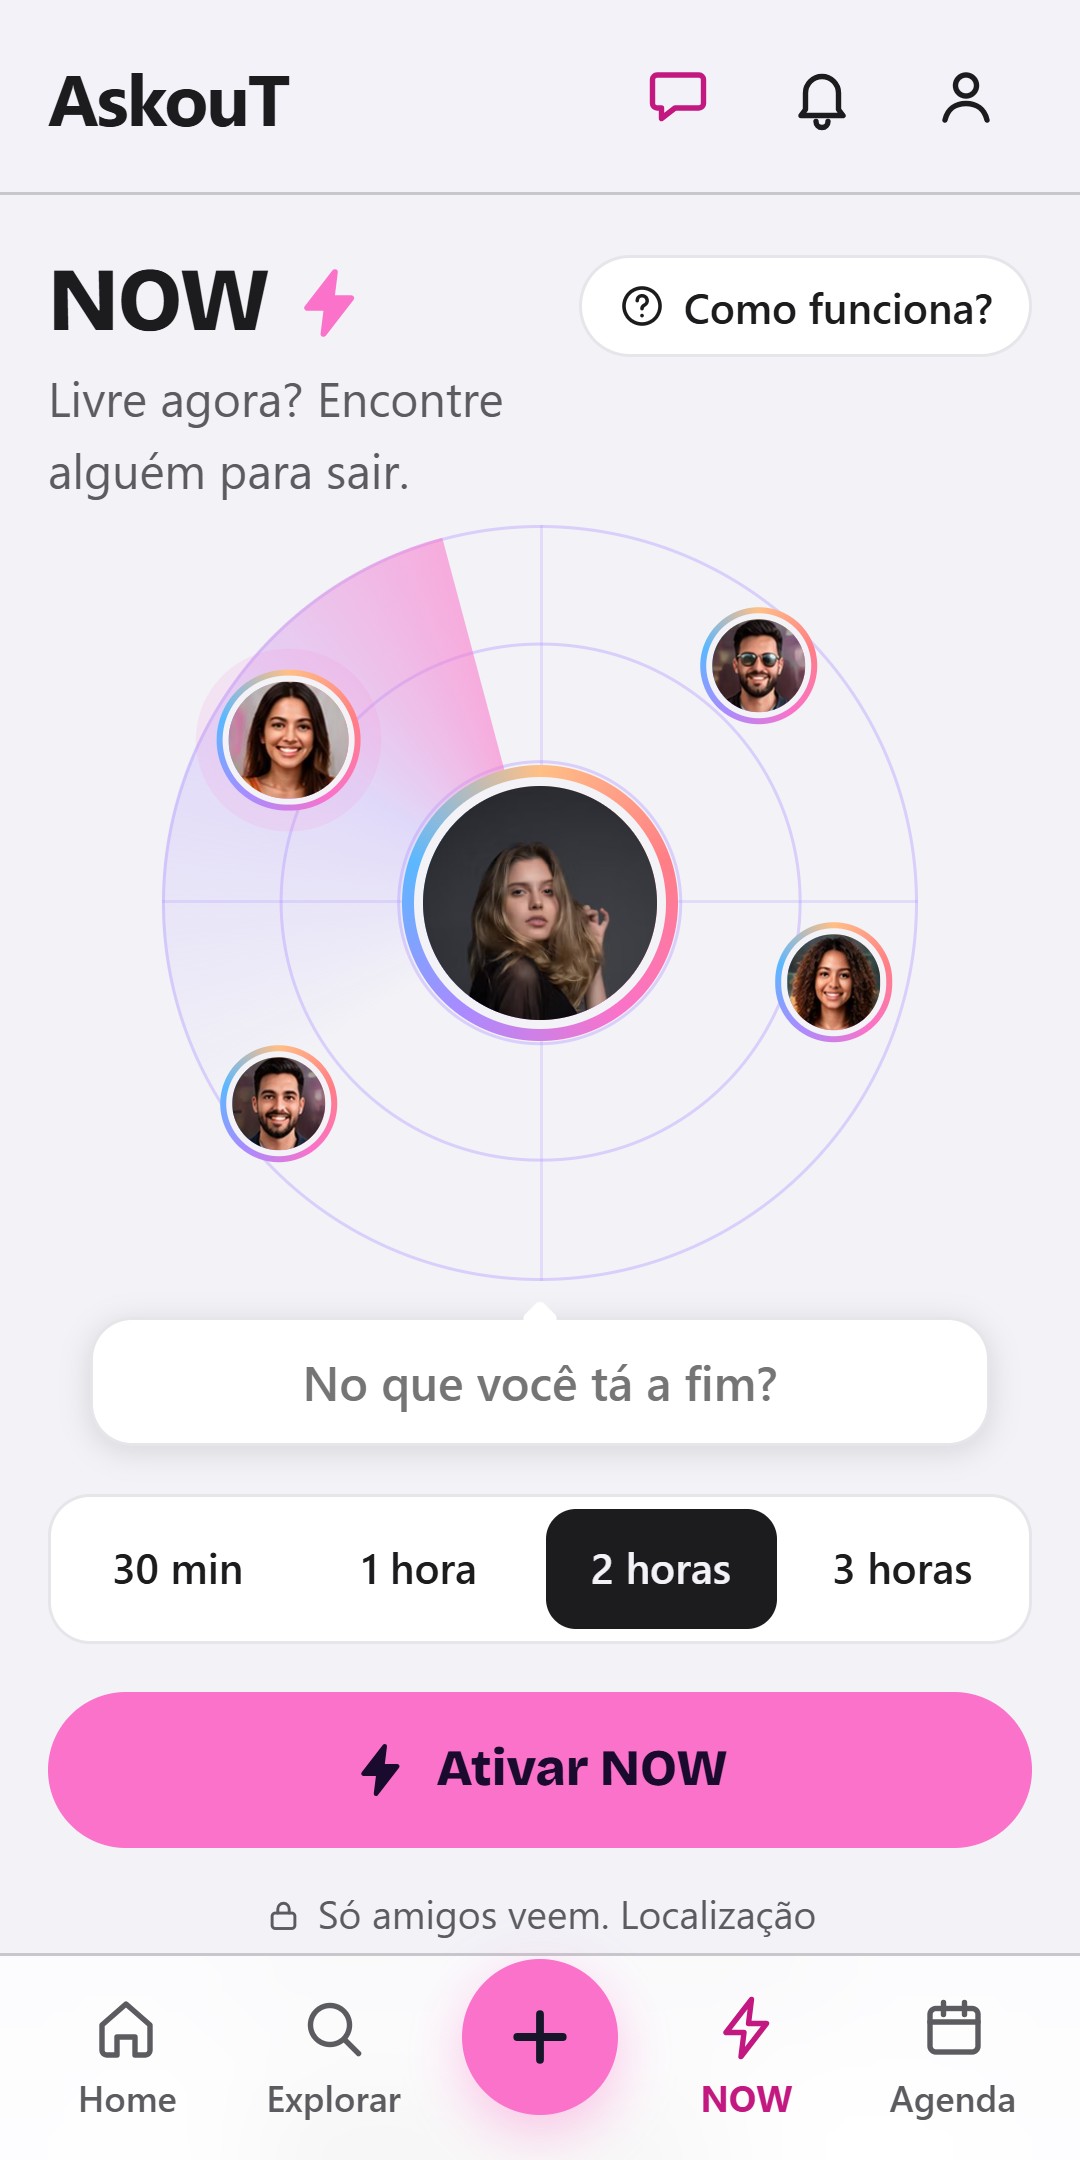 AskouT
NOW
Como funciona?
Livre agora? Encontre
alguém para sair.
No que você tá a fim?
30 min
1 hora
2 horas
3 horas
Ativar NOW
Só amigos veem. Localização
Home
Explorar
NOW
Agenda